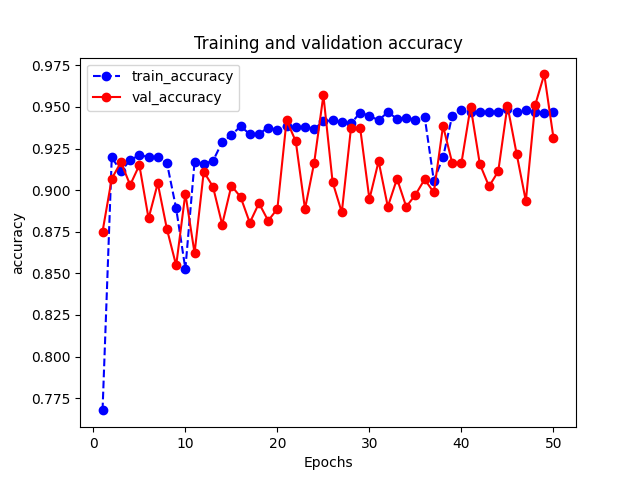 Training and validation accuracy
train_accuracy
val_accuracy
0.975
0.950
0.925
0.900
0.875
0.850
0.825
0.800
0.775
accuracy
0 10 20 30 40 50
Epochs